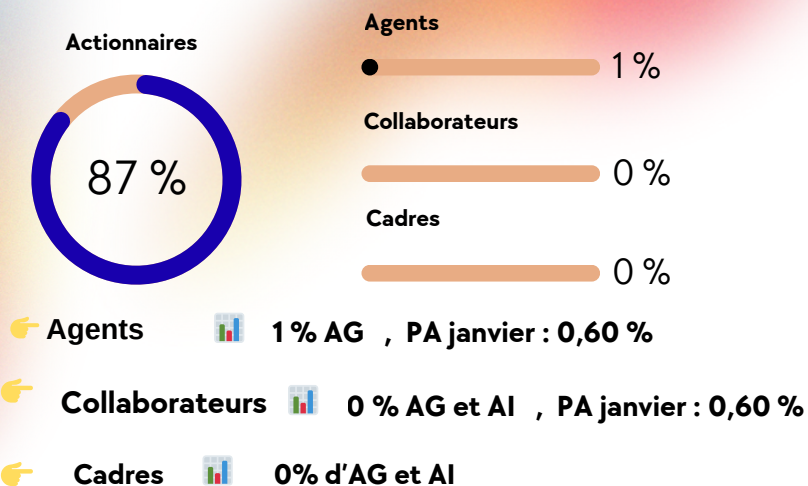 Actionnaires
87 %
Agents
1 %
Collaborateurs
0 %
Cadres
0 %
Agents 1 % AG , PA janvier : 0,60 %
Collaborateurs 0 % AG et AI , PA janvier : 0,60 %
Cadres 0% d'AG et AI